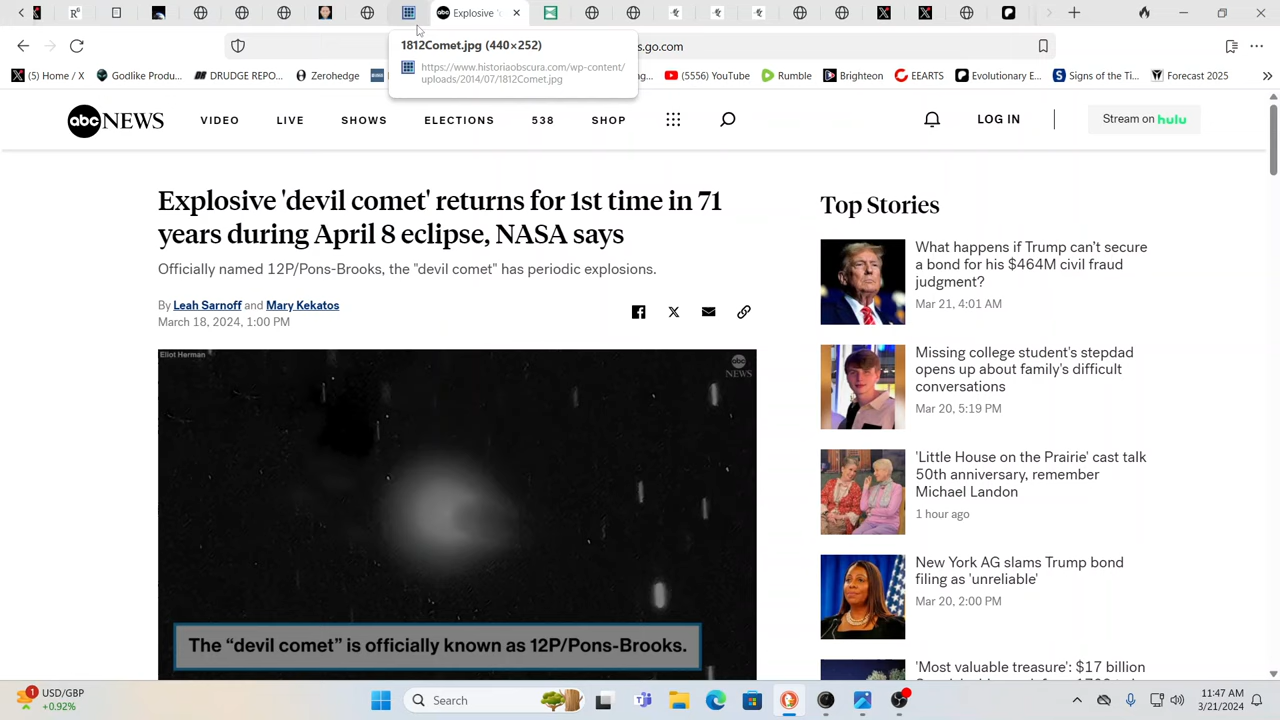 Explosive 'c
1812Comet.jpg (440×252)
https://www.historiaobscura.com/wp-content/
uploads/2014/07/1812Comet.jpg
s.go.com
(5) Home / X
Godlike Produ...
DRUDGE REPO...
Zerohedge
(5556) YouTube
Rumble
Brighteon
EEARTS
Evolutionary E...
Signs of the Ti...
Forecast 2025
abc NEWS
VIDEO
LIVE
SHOWS
ELECTIONS
538
SHOP
LOG IN
Stream on hulu
Explosive 'devil comet' returns for 1st time in 71
years during April 8 eclipse, NASA says
Officially named 12P/Pons-Brooks, the "devil comet" has periodic explosions.
By Leah Sarnoff and Mary Kekatos
March 18, 2024, 1:00 PM
Eliot Herman
abc
NEWS
The “devil comet” is officially known as 12P/Pons-Brooks.
Top Stories
What happens if Trump can’t secure
a bond for his $464M civil fraud
judgment?
Mar 21, 4:01 AM
Missing college student's stepdad
opens up about family's difficult
conversations
Mar 20, 5:19 PM
'Little House on the Prairie' cast talk
50th anniversary, remember
Michael Landon
1 hour ago
New York AG slams Trump bond
filing as 'unreliable'
Mar 20, 2:00 PM
'Most valuable treasure': $17 billion
1
USD/GBP
+0.92%
Search
11:47 AM
3/21/2024